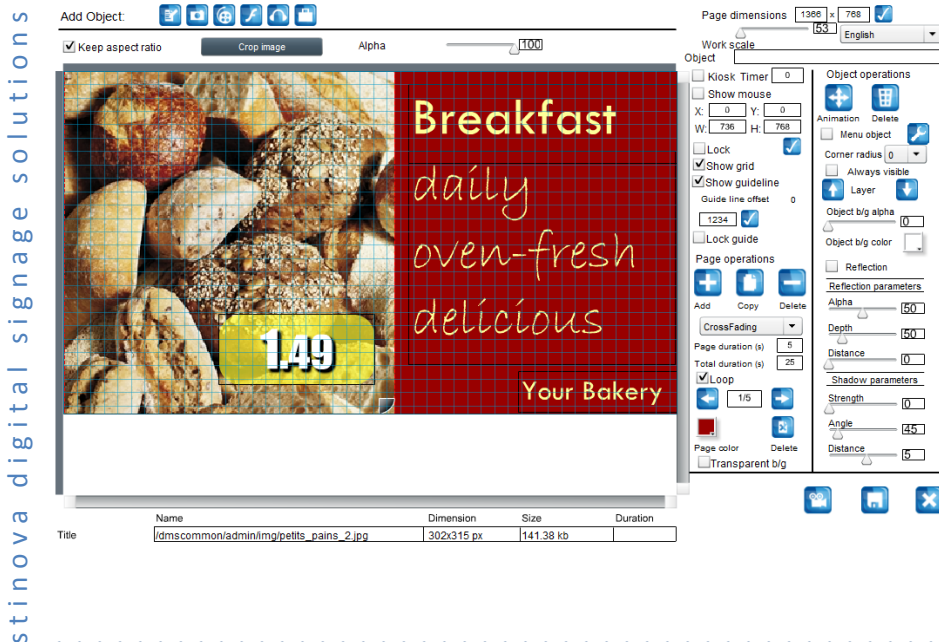 stinova digital signage solutions
Add Object:
Keep aspect ratio
Crop image
Alpha
100
Breakfast
daily
oven-fresh
delicious
1.49
Your Bakery
Page dimensions 1366 x 768
53
English
Work scale
Object
Kiosk Timer 0
Show mouse
X: 0 Y: 0
W: 736 H: 768
Lock
Show grid
Show guideline
Guide line offset 0
1234
Lock guide
Page operations
Add Copy Delete
CrossFading
Page duration (s) 5
Total duration (s) 25
Loop
1/5
Page color Delete
Transparent b/g
Object operations
Animation Delete
Menu object
Corner radius 0
Always visible
Layer
Object b/g alpha
0
Object b/g color
Reflection
Reflection parameters
Alpha
50
Depth
50
Distance
0
Shadow parameters
Strength
0
Angle
45
Distance
5
Name Dimension Size Duration
Title /dmscommon/admin/img/petits_pains_2.jpg 302x315 px 141.38 kb